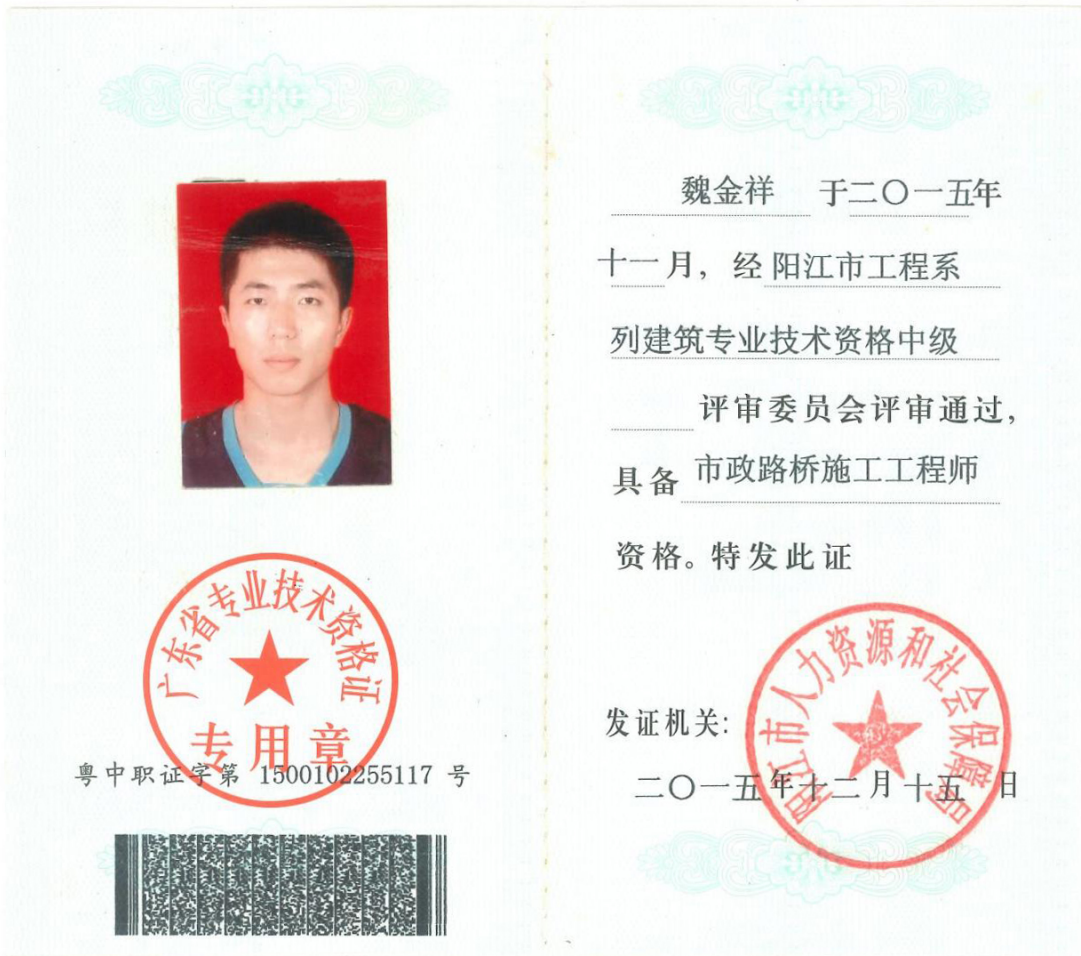 广东省专业技术资格证
专用章
粤中职证字第 1500102255117 号
魏金祥 于二〇一五年
十一月，经阳江市工程系
列建筑专业技术资格中级
评审委员会评审通过，
具备 市政路桥施工工程师
资格。特发此证
阳江市人力资源和社会保障局
发证机关：
二〇一五年十二月十五日